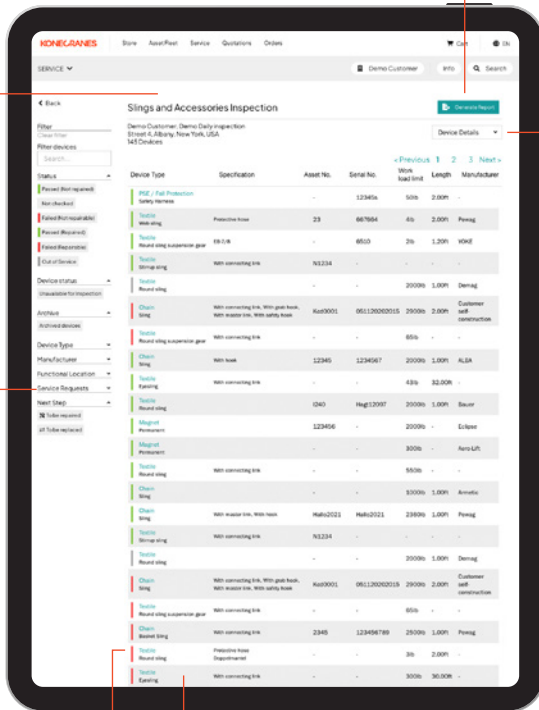 KONECRANES
Store Asset/Fleet Service Quotations Orders
Cart
EN
SERVICE
Demo Customer
Info
Search
Back
Slings and Accessories Inspection
Generate Report
Demo Customer, Demo Daily inspection
Street 4, Albany, New York, USA
145 Devices
Device Details
Filter
Clear filter
Filter devices
Search...
Status
Passed (Not repaired)
Not checked
Failed (Not repairable)
Passed (Repaired)
Failed (Repairable)
Out of Service
Device status
Unavailable for Inspection
Archive
Archived devices
Device Type
Manufacturer
Functional Location
Service Requests
Next Step
To be repaired
To be replaced
« Previous 1 2 3 Next »
Device Type Specification Asset No. Serial No. Work load limit Length Manufacturer
PSE / Fall Protection
Safety Harness - 12345a 50lb 2.00ft -
Textile
Web sling Protective hose 23 667684 4lb 2.00ft Pewag
Textile
Round sling suspension gear - 6510 2lb 1.20ft YOKE
Textile
Stirrup sling With connecting link N1234 - - - -
Textile
Round sling - - 2000lb 1.00ft Demag
Chain
Sling With connecting link, With grab hook, With master link, With safety hook Kez0001 051120202015 2500lb 2.00ft Customer self-construction
Textile
Round sling suspension gear With connecting link - - 65lb - -
Chain
Sling With hook 12345 1234567 2000lb 1.00ft ALEA
Textile
Eyesling With connecting link - - 43lb 32.00ft -
Textile
Round sling Hegt12097 2000lb 1.00ft Bauer
Magnet
Permanent 123456 - 2000lb - Eclipse
Magnet
Permanent - - 300lb - Aero-Lift
Textile
Round sling With connecting link - - 550lb - -
Chain
Sling - - 1000lb 1.00ft
Chain
Sling With master link, With hook Hallo2021 Hallo2021 2360lb 1.00ft Pewag
Textile
Stirrup sling With connecting link N1234 - - - -
Textile
Round sling - - 2000lb 1.00ft Demag
Chain
Sling With connecting link, With grab hook, With master link, With safety hook Kez0001 051120202015 2500lb 2.00ft Customer self-construction
Textile
Round sling suspension gear With connecting link - - 65lb - -
Chain
Basket Sling With connecting link 2345 123456789 2500lb 1.00ft Pewag
Textile
Round sling Protective hose - - 3lb 2.00ft -
Textile
Eyesling With connecting link - - 300lb 30.00ft -